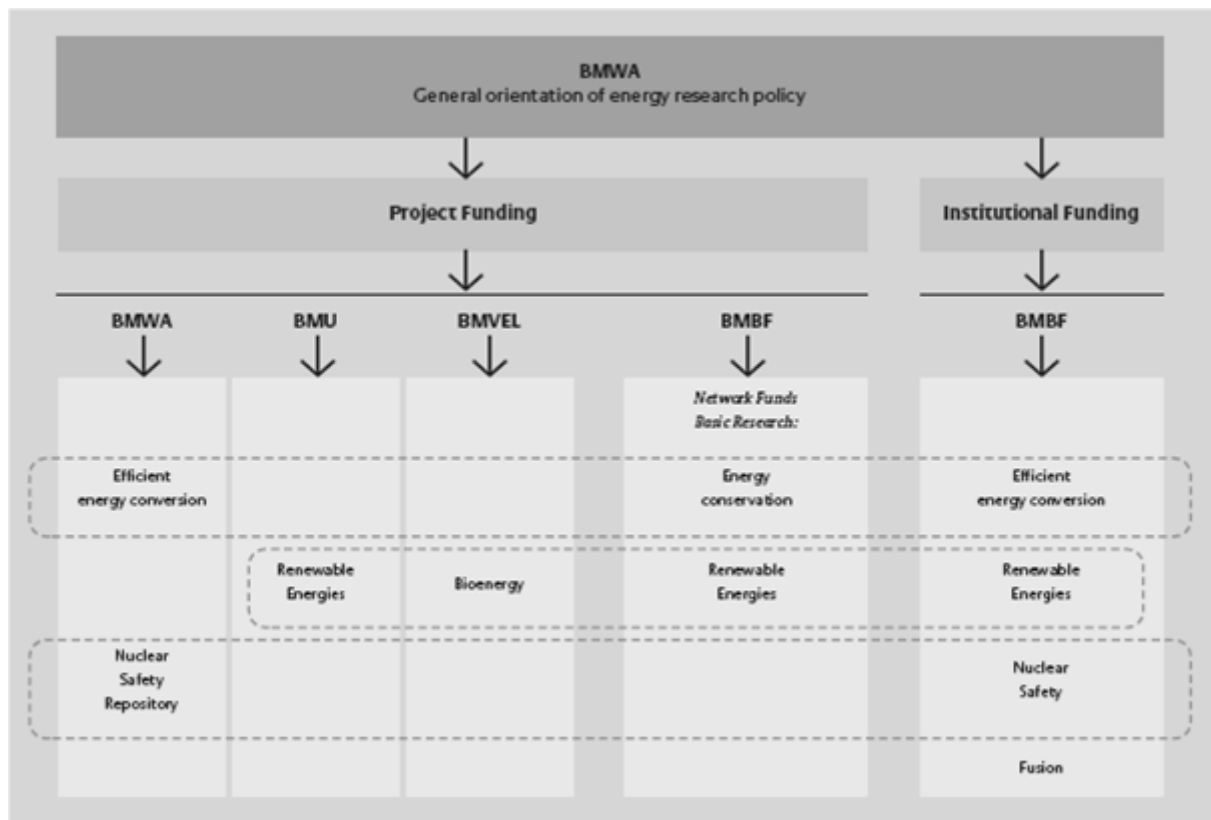 BMWA
General orientation of energy research policy
Project Funding
Institutional Funding
BMWA
BMU
BMVEL
BMBF
BMBF
Network Funds
Basic Research:
Efficient
energy conversion
Energy
conservation
Efficient
energy conversion
Renewable
Energies
Bioenergy
Renewable
Energies
Renewable
Energies
Nuclear
Safety
Repository
Nuclear
Safety
Fusion